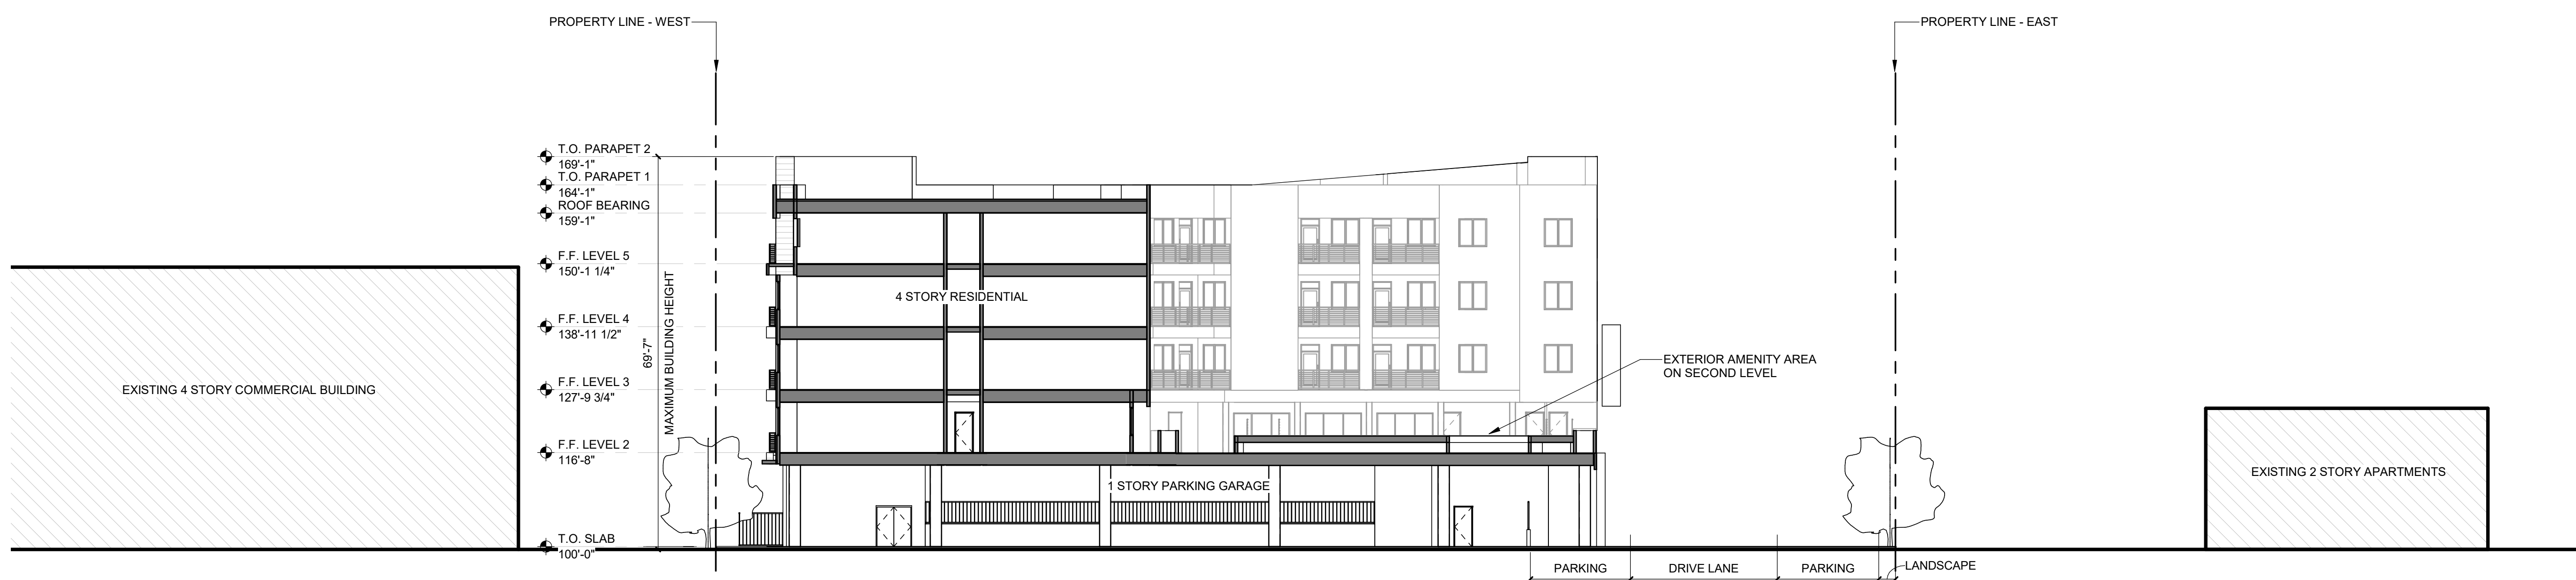 PROPERTY LINE - WEST
PROPERTY LINE - EAST
T.O. PARAPET 2
169'-1"
T.O. PARAPET 1
164'-1"
ROOF BEARING
159'-1"
F.F. LEVEL 5
150'-1 1/4"
F.F. LEVEL 4
138'-11 1/2"
F.F. LEVEL 3
127'-9 3/4"
F.F. LEVEL 2
116'-8"
T.O. SLAB
100'-0"
69'-7"
MAXIMUM BUILDING HEIGHT
4 STORY RESIDENTIAL
EXTERIOR AMENITY AREA
ON SECOND LEVEL
EXISTING 4 STORY COMMERCIAL BUILDING
1 STORY PARKING GARAGE
EXISTING 2 STORY APARTMENTS
PARKING
DRIVE LANE
PARKING
LANDSCAPE